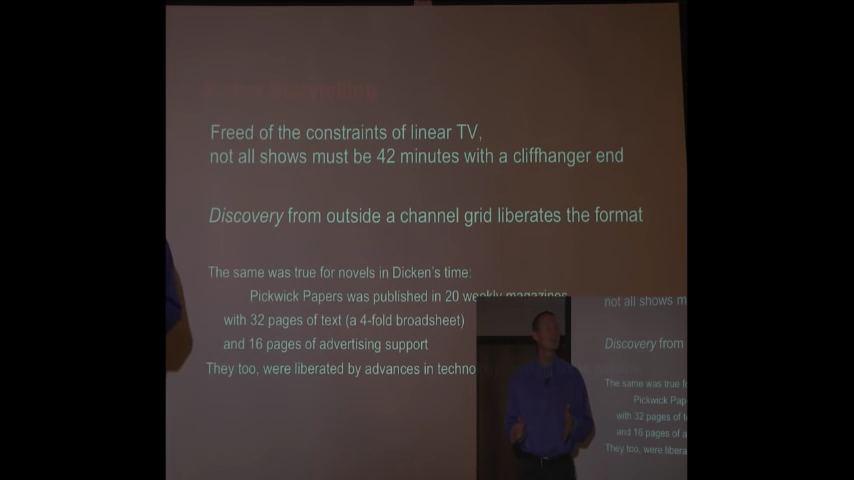 Freed of the constraints of linear TV,
not all shows must be 42 minutes with a cliffhanger end
Discovery from outside a channel grid liberates the format
The same was true for novels in Dicken's time:
Pickwick Papers was published in 20 weekly magazines
with 32 pages of text (a 4-fold broadsheet)
and 16 pages of advertising support
They too, were liberated by advances in techno
not all shows m
Discovery from
The same was true fo
Pickwick Pap
with 32 pages of t
and 16 pages of a
They too, were libera